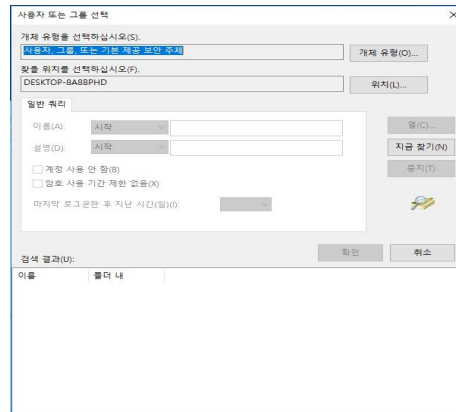 사용자 또는 그룹 선택
개체 유형을 선택하십시오(S).
사용자, 그룹, 또는 기본 제공 보안 주체
개체 유형(O)...
찾을 위치를 선택하십시오(F).
DESKTOP-8A88PHD
위치(L)...
일반 쿼리
이름(A): 시작
열(C)...
설명(D): 시작
지금 찾기(N)
계정 사용 안 함(B)
중지(T)
암호 사용 기간 제한 없음(X)
마지막 로그온한 후 지난 시간(일)(I):
확인 취소
검색 결과(U):
이름 폴더 내